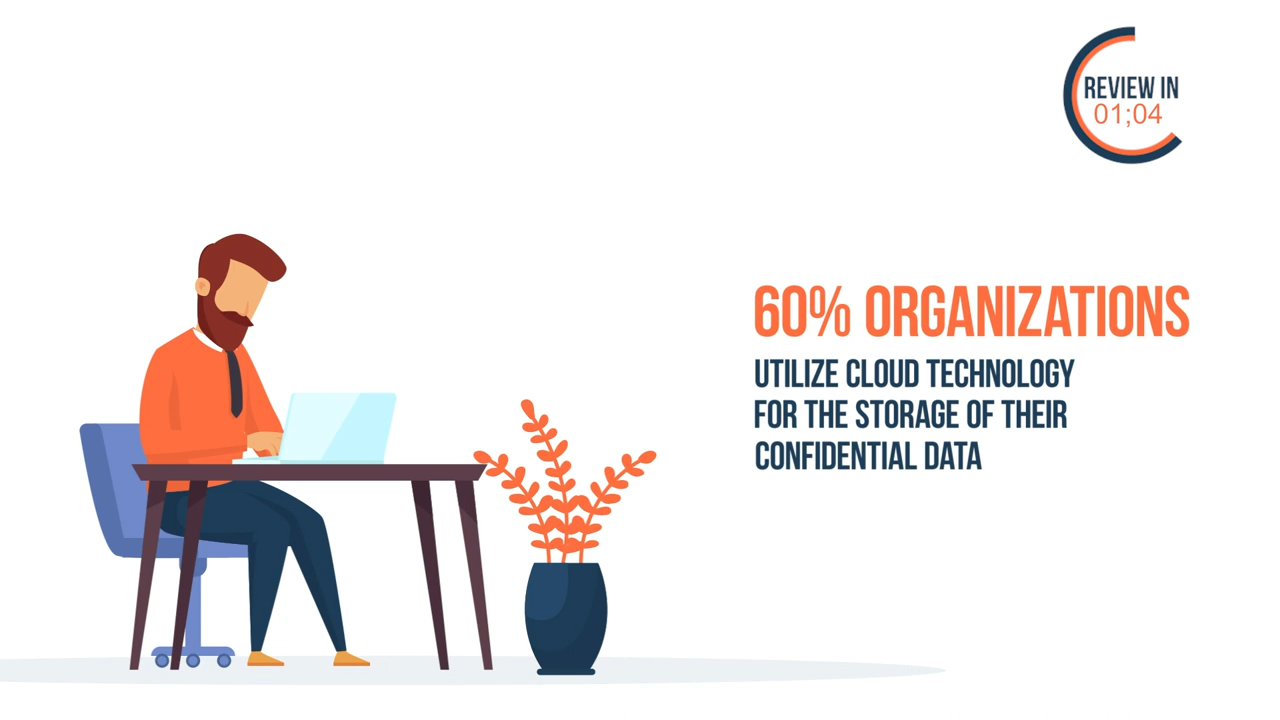 REVIEW IN
01;04
60% ORGANIZATIONS
UTILIZE CLOUD TECHNOLOGY
FOR THE STORAGE OF THEIR
CONFIDENTIAL DATA